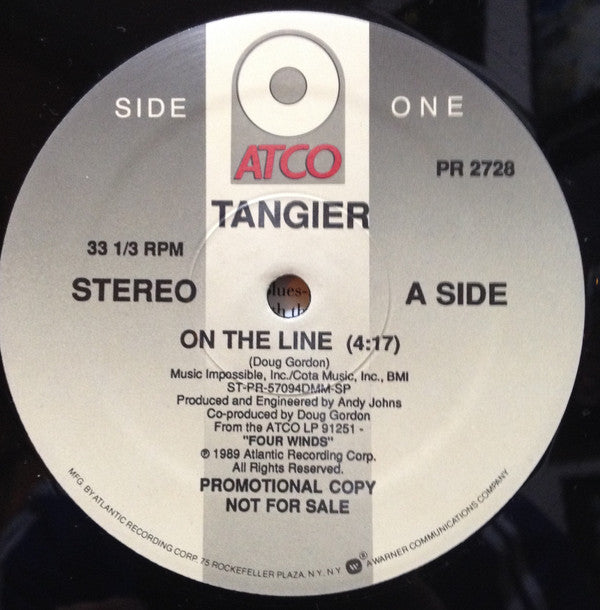 SIDE ONE
ATCO
PR 2728
TANGIER
33 1/3 RPM
STEREO
A SIDE
lues-
th th
ON THE LINE (4:17)
(Doug Gordon)
Music Impossible, Inc./Cota Music, Inc., BMI
ST-PR-57094DMM-SP
Produced and Engineered by Andy Johns
Co-produced by Doug Gordon
From the ATCO LP 91251 -
"FOUR WINDS"
℗ 1989 Atlantic Recording Corp.
All Rights Reserved.
PROMOTIONAL COPY
NOT FOR SALE
MFG. BY ATLANTIC RECORDING CORP. 75 ROCKEFELLER PLAZA, N.Y. N.Y. W ® A WARNER COMMUNICATIONS COMPANY